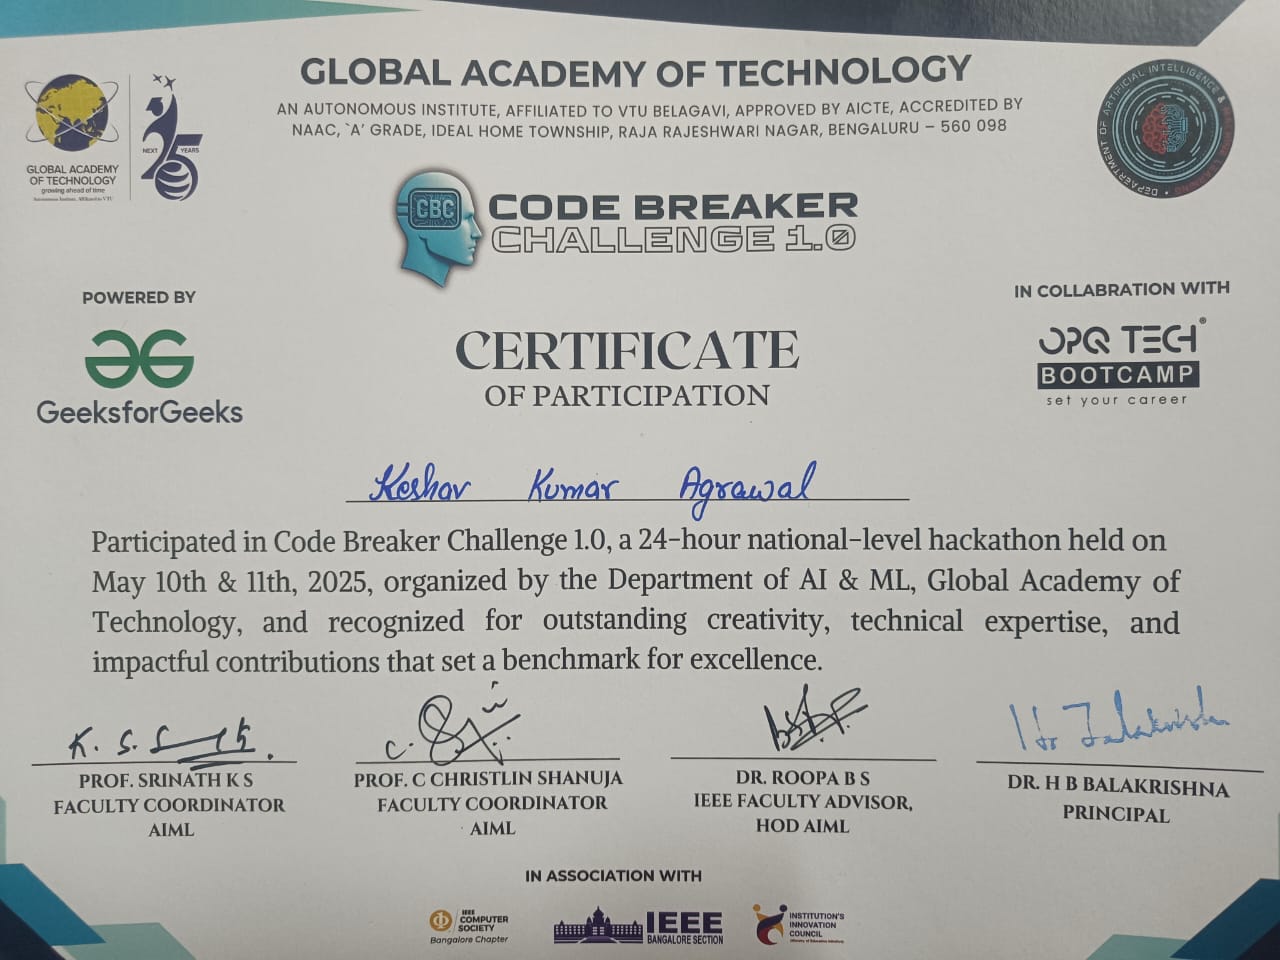 GLOBAL ACADEMY OF TECHNOLOGY
AN AUTONOMOUS INSTITUTE, AFFILIATED TO VTU BELAGAVI, APPROVED BY AICTE, ACCREDITED BY
NAAC, `A' GRADE, IDEAL HOME TOWNSHIP, RAJA RAJESHWARI NAGAR, BENGALURU – 560 098
GLOBAL ACADEMY
OF TECHNOLOGY
growing ahead of time
Autonomous Institute, Affiliated to VTU
NEXT 25 YEARS
DEPARTMENT OF ARTIFICIAL INTELLIGENCE &
CBC
CODE BREAKER
CHALLENGE 1.0
POWERED BY
GeeksforGeeks
IN COLLABRATION WITH
OPQ TECH®
BOOTCAMP
set your career
CERTIFICATE
OF PARTICIPATION
Keshav Kumar Agrawal
Participated in Code Breaker Challenge 1.0, a 24-hour national-level hackathon held on
May 10th & 11th, 2025, organized by the Department of AI & ML, Global Academy of
Technology, and recognized for outstanding creativity, technical expertise, and
impactful contributions that set a benchmark for excellence.
PROF. SRINATH K S
FACULTY COORDINATOR
AIML
PROF. C CHRISTLIN SHANUJA
FACULTY COORDINATOR
AIML
DR. ROOPA B S
IEEE FACULTY ADVISOR,
HOD AIML
DR. H B BALAKRISHNA
PRINCIPAL
IN ASSOCIATION WITH
IEEE
COMPUTER
SOCIETY
Bangalore Chapter
IEEE
BANGALORE SECTION
INSTITUTION'S
INNOVATION
COUNCIL